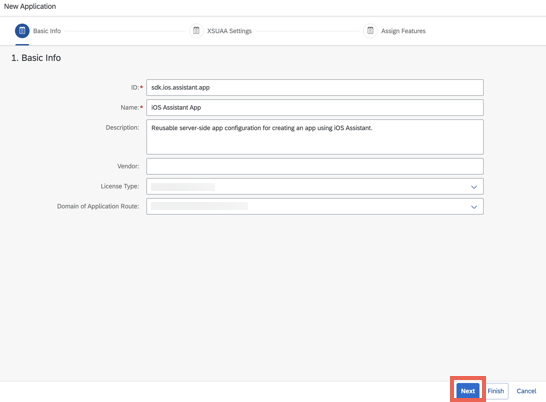 New Application
Basic Info
XSUAA Settings
Assign Features
1. Basic Info
ID:* sdk.ios.assistant.app
Name:* iOS Assistant App
Description: Reusable server-side app configuration for creating an app using iOS Assistant.
Vendor:
License Type:
Domain of Application Route:
Next Finish Cancel